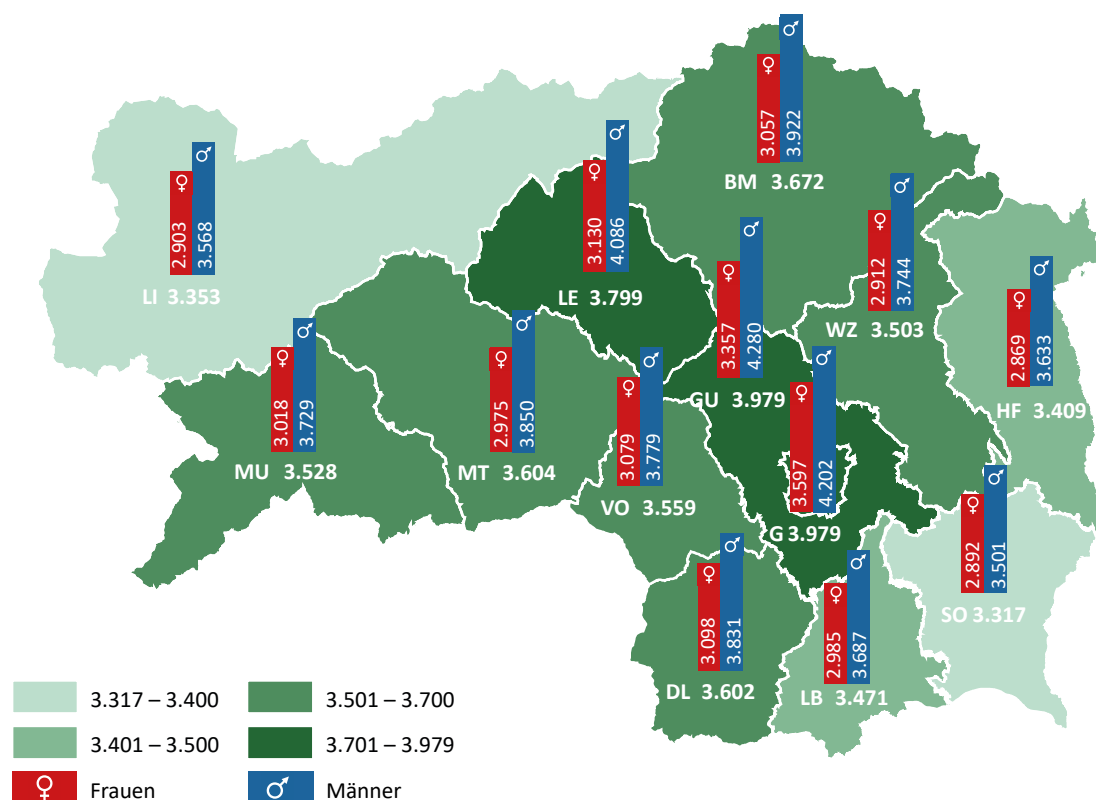 3.057
3.922
BM 3.672
2.903
3.568
LI 3.353
3.130
4.086
LE 3.799
2.912
3.744
WZ 3.503
3.357
4.280
GU 3.979
2.869
3.633
HF 3.409
3.018
3.729
MU 3.528
2.975
3.850
MT 3.604
3.079
3.779
VO 3.559
3.597
4.202
G 3.979
2.892
3.501
SO 3.317
3.098
3.831
DL 3.602
2.985
3.687
LB 3.471
3.317 – 3.400
3.501 – 3.700
3.401 – 3.500
3.701 – 3.979
♀ Frauen
♂ Männer